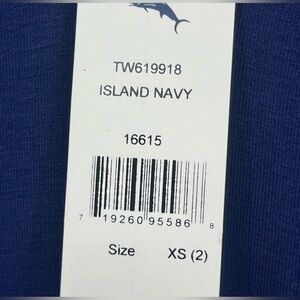 TW619918
ISLAND NAVY
16615
7 19260 95586 8
Size XS (2)